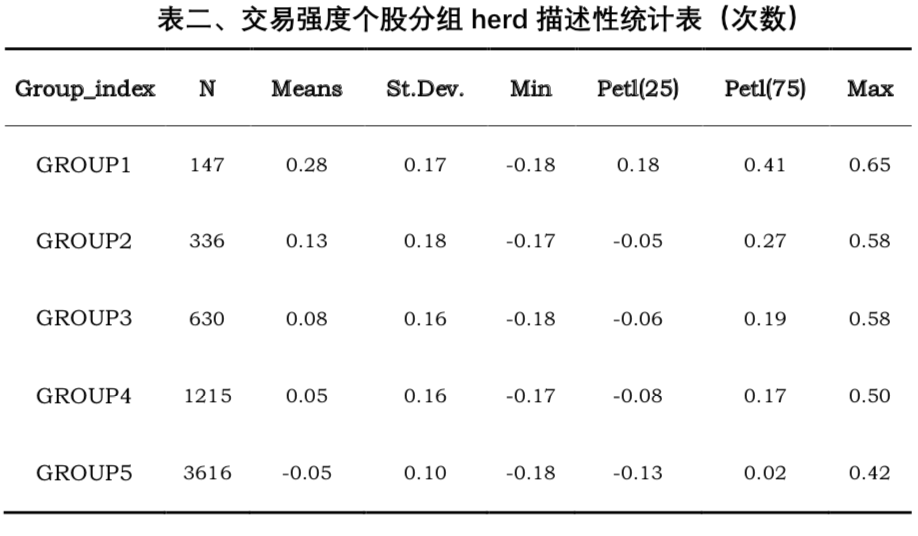 表二、交易强度个股分组 herd 描述性统计表（次数）
Group_index N Means St.Dev. Min Petl(25) Petl(75) Max
GROUP1 147 0.28 0.17 -0.18 0.18 0.41 0.65
GROUP2 336 0.13 0.18 -0.17 -0.05 0.27 0.58
GROUP3 630 0.08 0.16 -0.18 -0.06 0.19 0.58
GROUP4 1215 0.05 0.16 -0.17 -0.08 0.17 0.50
GROUP5 3616 -0.05 0.10 -0.18 -0.13 0.02 0.42